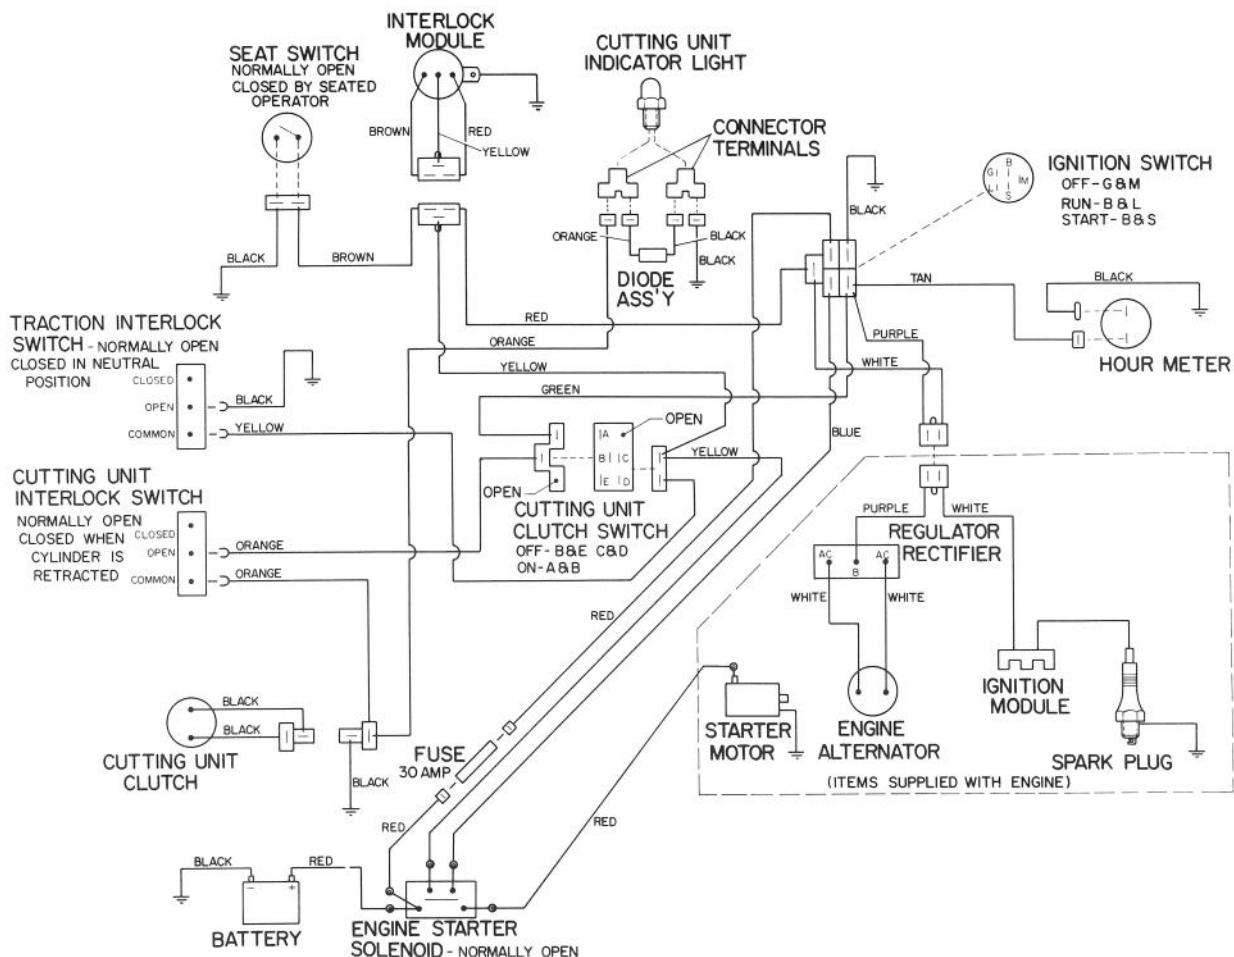 INTERLOCK
MODULE
SEAT SWITCH
NORMALLY OPEN
CLOSED BY SEATED
OPERATOR
CUTTING UNIT
INDICATOR LIGHT
BROWN
RED
YELLOW
CONNECTOR
TERMINALS
IGNITION SWITCH
OFF-G&M
RUN-B&L
START-B&S
B
G
M
L
S
BLACK
ORANGE
BLACK
BLACK
DIODE
ASS'Y
BLACK
BROWN
TAN
BLACK
HOUR METER
RED
PURPLE
WHITE
TRACTION INTERLOCK
SWITCH - NORMALLY OPEN
CLOSED IN NEUTRAL
POSITION
CLOSED
OPEN
COMMON
BLACK
YELLOW
ORANGE
YELLOW
GREEN
BLUE
OPEN
A
B
C
E
D
YELLOW
OPEN
CUTTING UNIT
CLUTCH SWITCH
OFF-B&E C&D
ON-A&B
CUTTING UNIT
INTERLOCK SWITCH
NORMALLY OPEN
CLOSED WHEN
CYLINDER IS
RETRACTED
CLOSED
OPEN
COMMON
ORANGE
ORANGE
PURPLE
WHITE
REGULATOR
RECTIFIER
AC
B
AC
WHITE
WHITE
RED
BLACK
BLACK
CUTTING UNIT
CLUTCH
BLACK
FUSE
30 AMP
STARTER
MOTOR
ENGINE
ALTERNATOR
IGNITION
MODULE
SPARK PLUG
(ITEMS SUPPLIED WITH ENGINE)
RED
RED
BLACK
RED
-
+
BATTERY
ENGINE STARTER
SOLENOID - NORMALLY OPEN